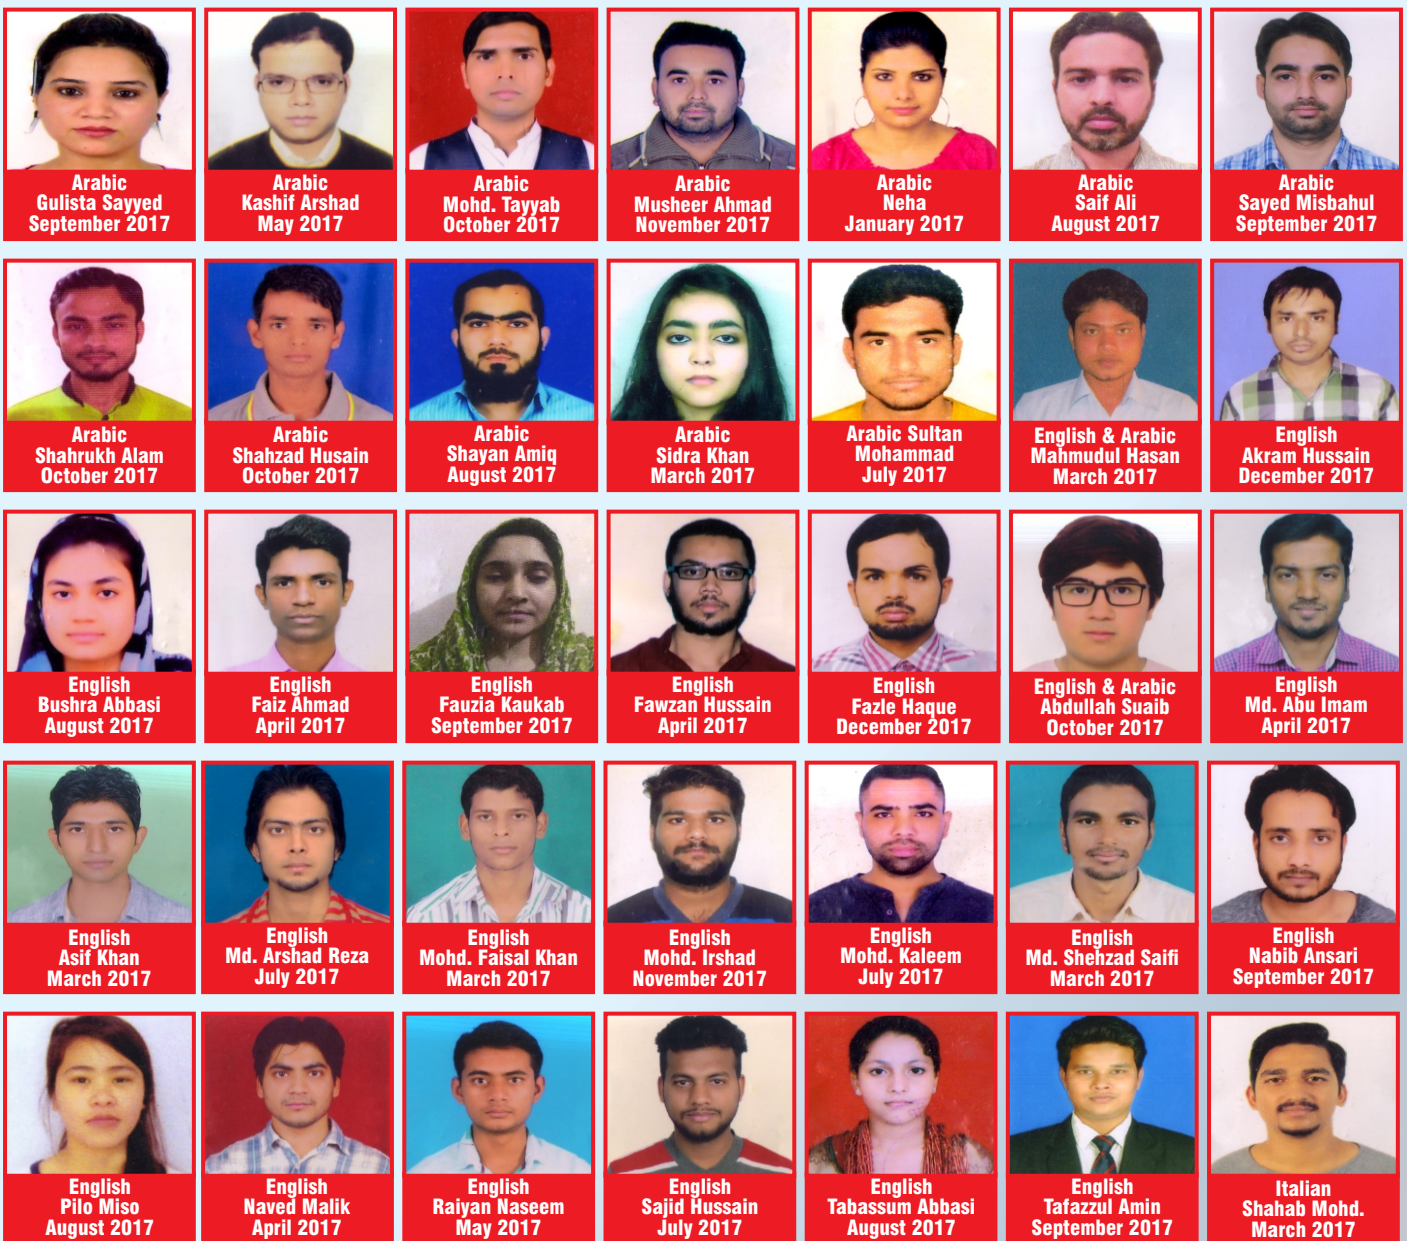 Arabic
Gulista Sayyed
September 2017
Arabic
Kashif Arshad
May 2017
Arabic
Mohd. Tayyab
October 2017
Arabic
Musheer Ahmad
November 2017
Arabic
Neha
January 2017
Arabic
Saif Ali
August 2017
Arabic
Sayed Misbahul
September 2017
Arabic
Shahrukh Alam
October 2017
Arabic
Shahzad Husain
October 2017
Arabic
Shayan Amiq
August 2017
Arabic
Sidra Khan
March 2017
Arabic Sultan
Mohammad
July 2017
English & Arabic
Mahmudul Hasan
March 2017
English
Akram Hussain
December 2017
English
Bushra Abbasi
August 2017
English
Faiz Ahmad
April 2017
English
Fauzia Kaukab
September 2017
English
Fawzan Hussain
April 2017
English
Fazle Haque
December 2017
English & Arabic
Abdullah Suaib
October 2017
English
Md. Abu Imam
April 2017
English
Asif Khan
March 2017
English
Md. Arshad Reza
July 2017
English
Mohd. Faisal Khan
March 2017
English
Mohd. Irshad
November 2017
English
Mohd. Kaleem
July 2017
English
Md. Shehzad Saifi
March 2017
English
Nabib Ansari
September 2017
English
Pilo Miso
August 2017
English
Naved Malik
April 2017
English
Raiyan Naseem
May 2017
English
Sajid Hussain
July 2017
English
Tabassum Abbasi
August 2017
English
Tafazzul Amin
September 2017
Italian
Shahab Mohd.
March 2017